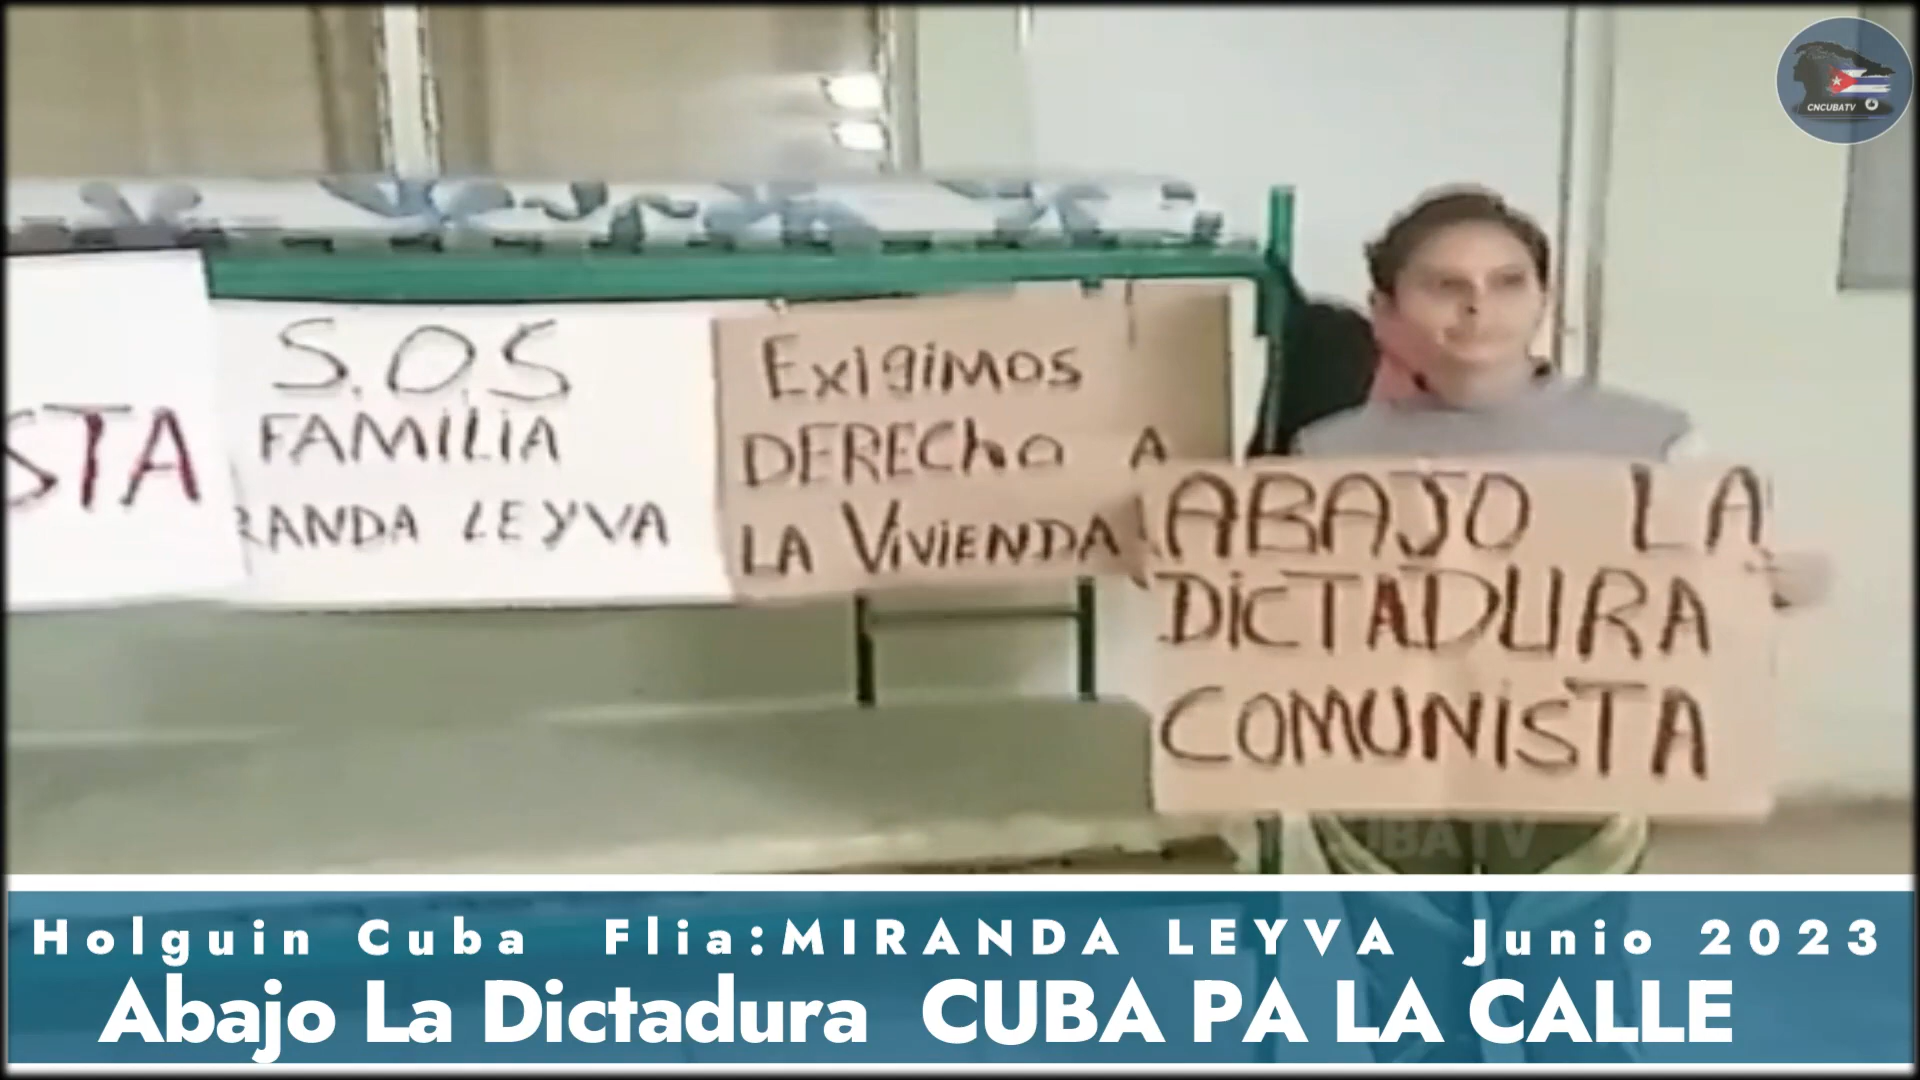 CNCUBATV
STA
S.O.S
FAMILIA
RANDA LEYVA
EXIGIMOS
DERECHO A
LA VIVIENDA
ABAJO LA
DICTADURA
COMUNISTA
CUBATV
Holguin Cuba Flia:MIRANDA LEYVA Junio 2023
Abajo La Dictadura CUBA PA LA CALLE